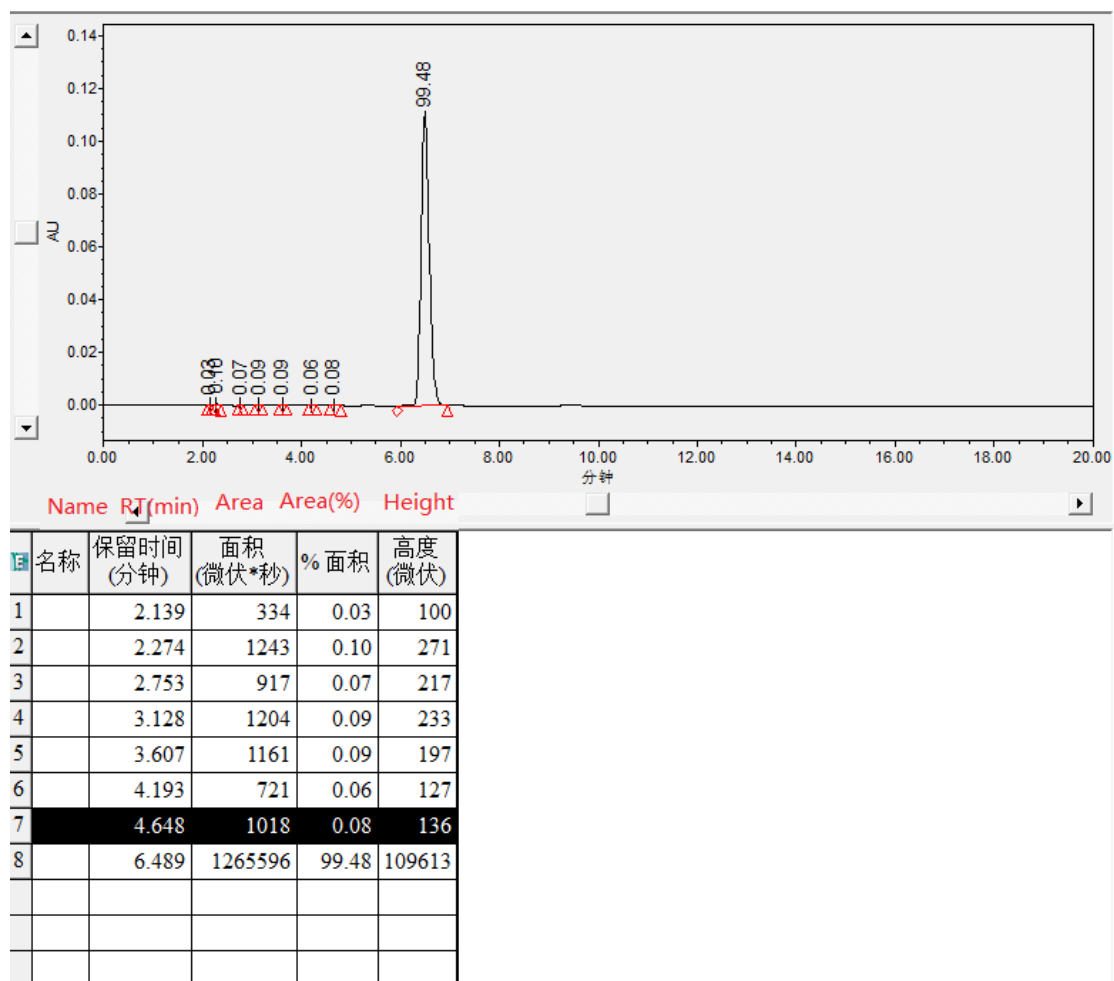 0.14
0.12
0.10
0.08
0.06
0.04
0.02
0.00
AU
0.03
0.10
0.07
0.09
0.09
0.06
0.08
99.48
0.00 2.00 4.00 6.00 8.00 10.00 12.00 14.00 16.00 18.00 20.00
分钟
Name RT(min) Area Area(%) Height
名称 保留时间 (分钟) 面积 (微伏*秒) % 面积 高度 (微伏)
1 2.139 334 0.03 100
2 2.274 1243 0.10 271
3 2.753 917 0.07 217
4 3.128 1204 0.09 233
5 3.607 1161 0.09 197
6 4.193 721 0.06 127
7 4.648 1018 0.08 136
8 6.489 1265596 99.48 109613